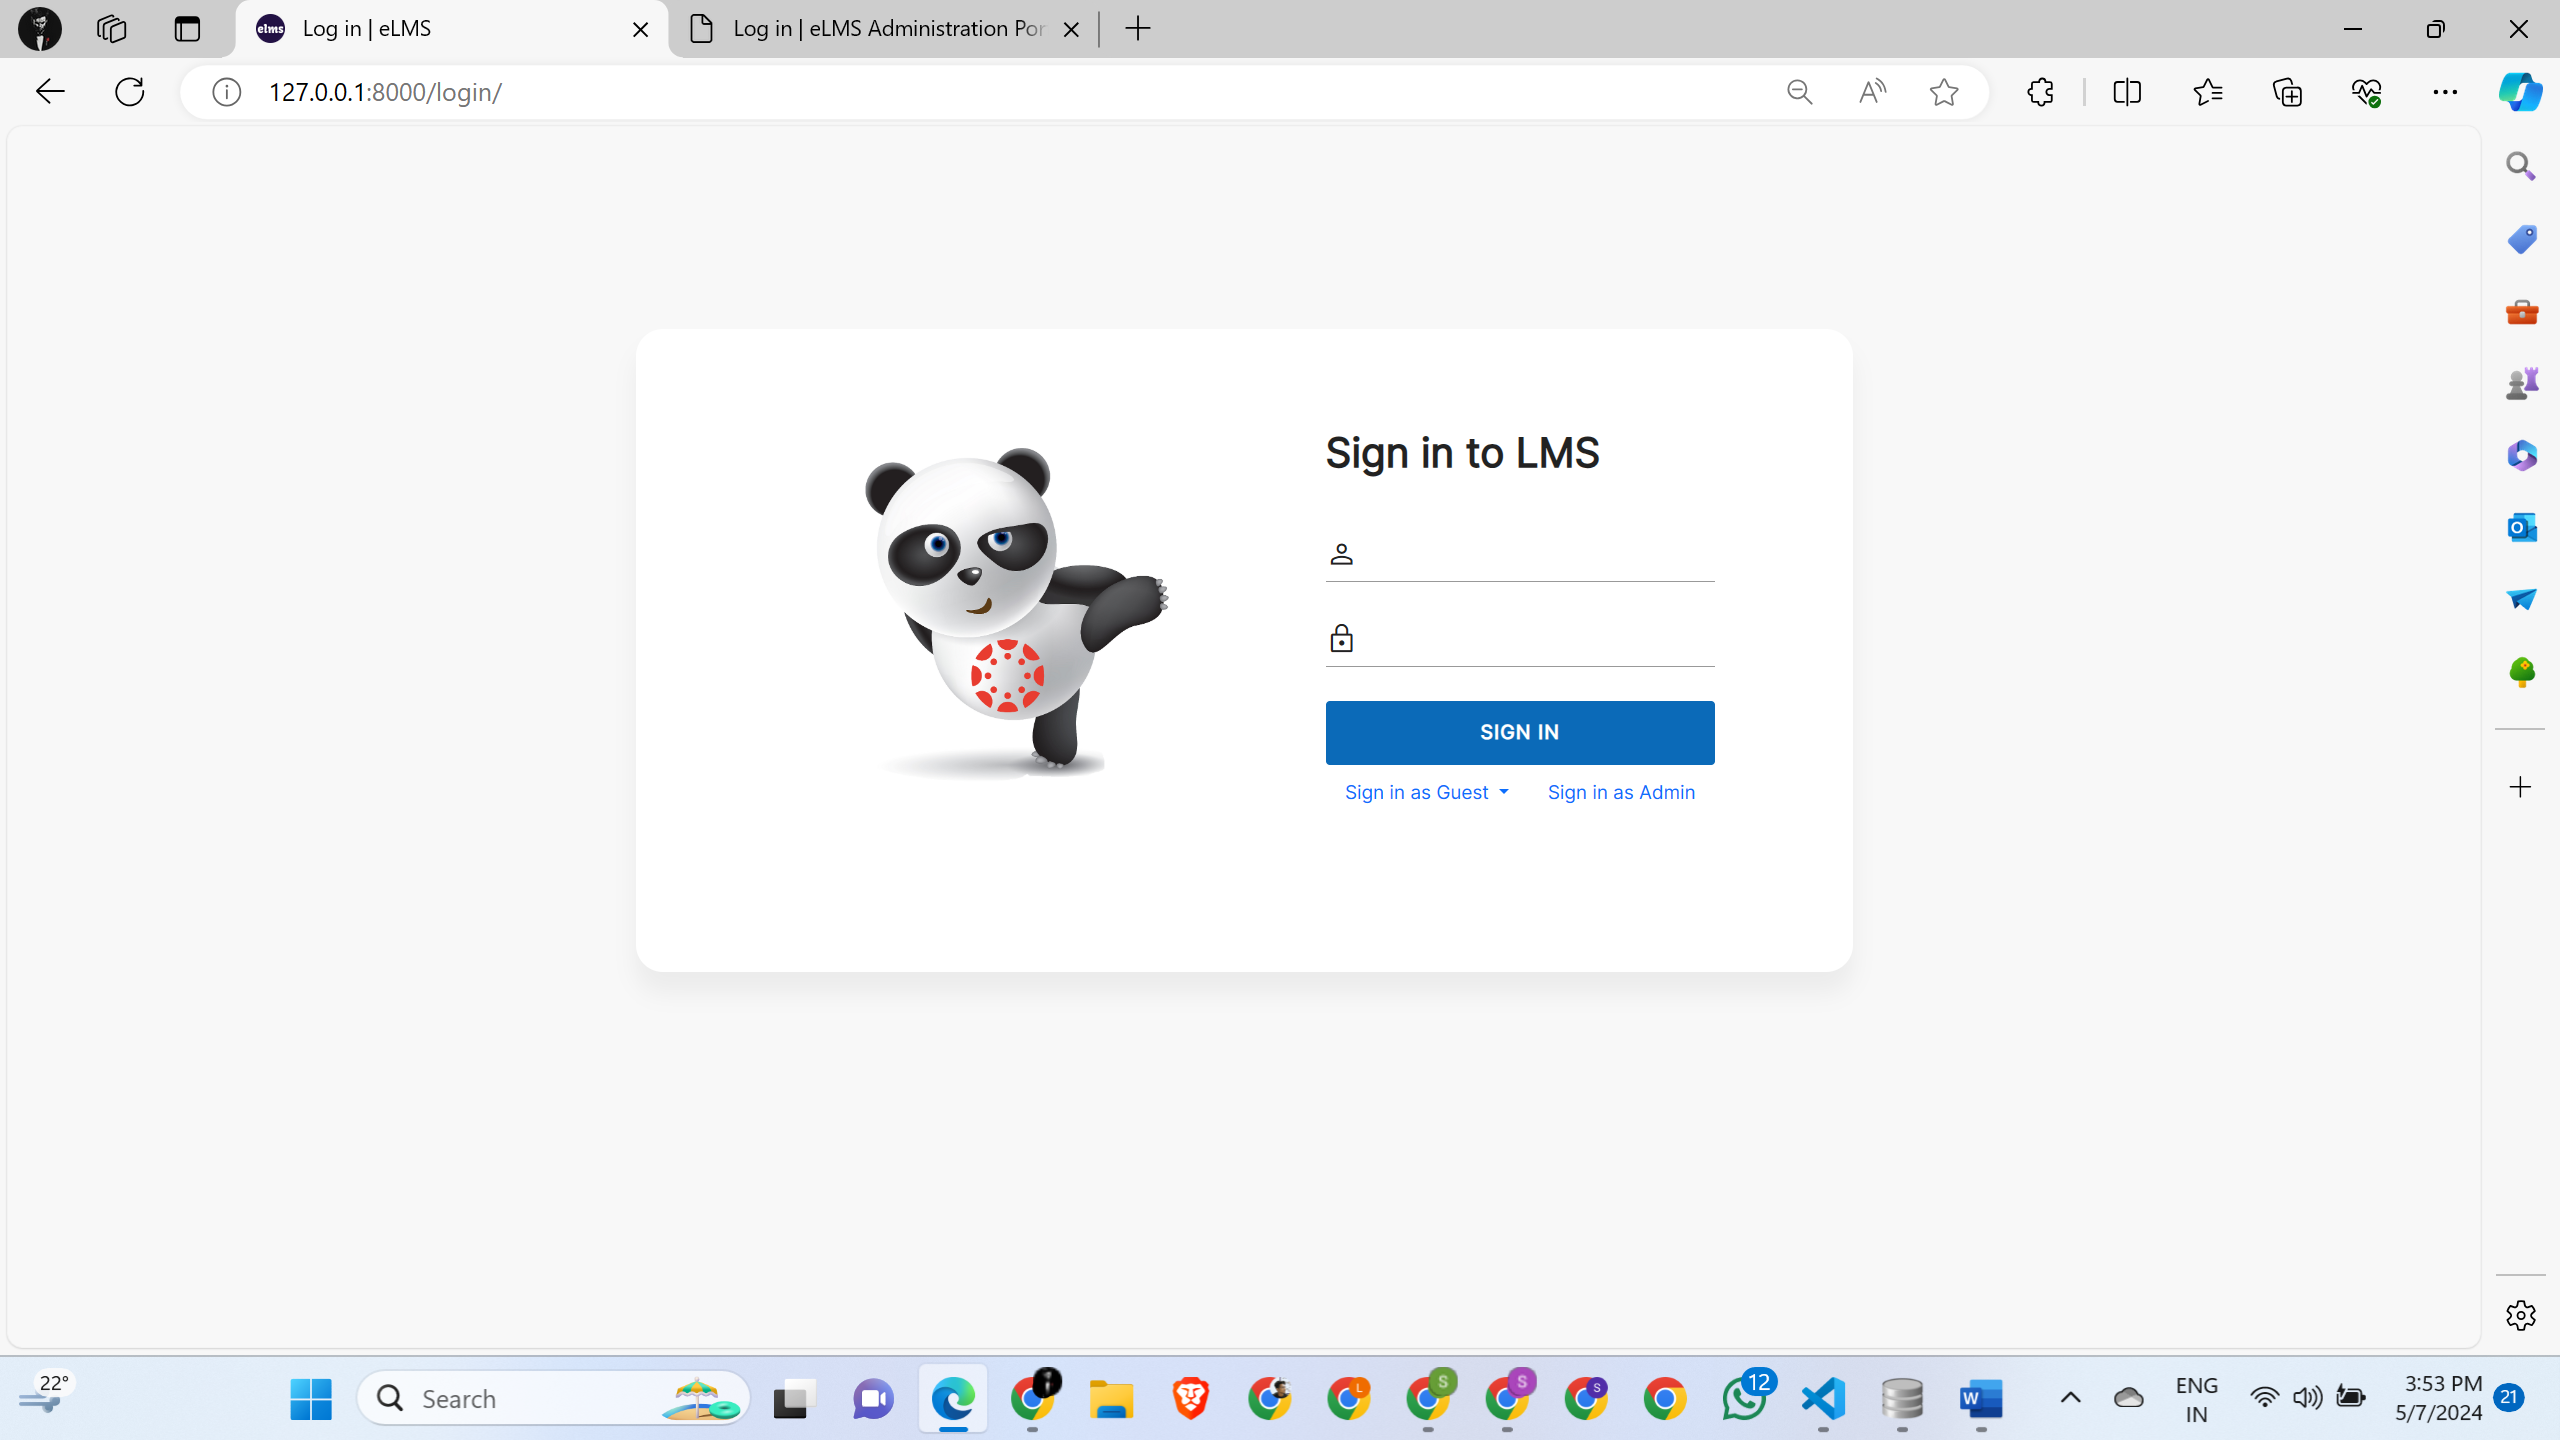 elms Log in | eLMS
Log in | eLMS Administration Por
127.0.0.1:8000/login/
Sign in to LMS
SIGN IN
Sign in as Guest Sign in as Admin
22°
Search
L
S
S
S
12
W
ENG
IN
3:53 PM
5/7/2024
21